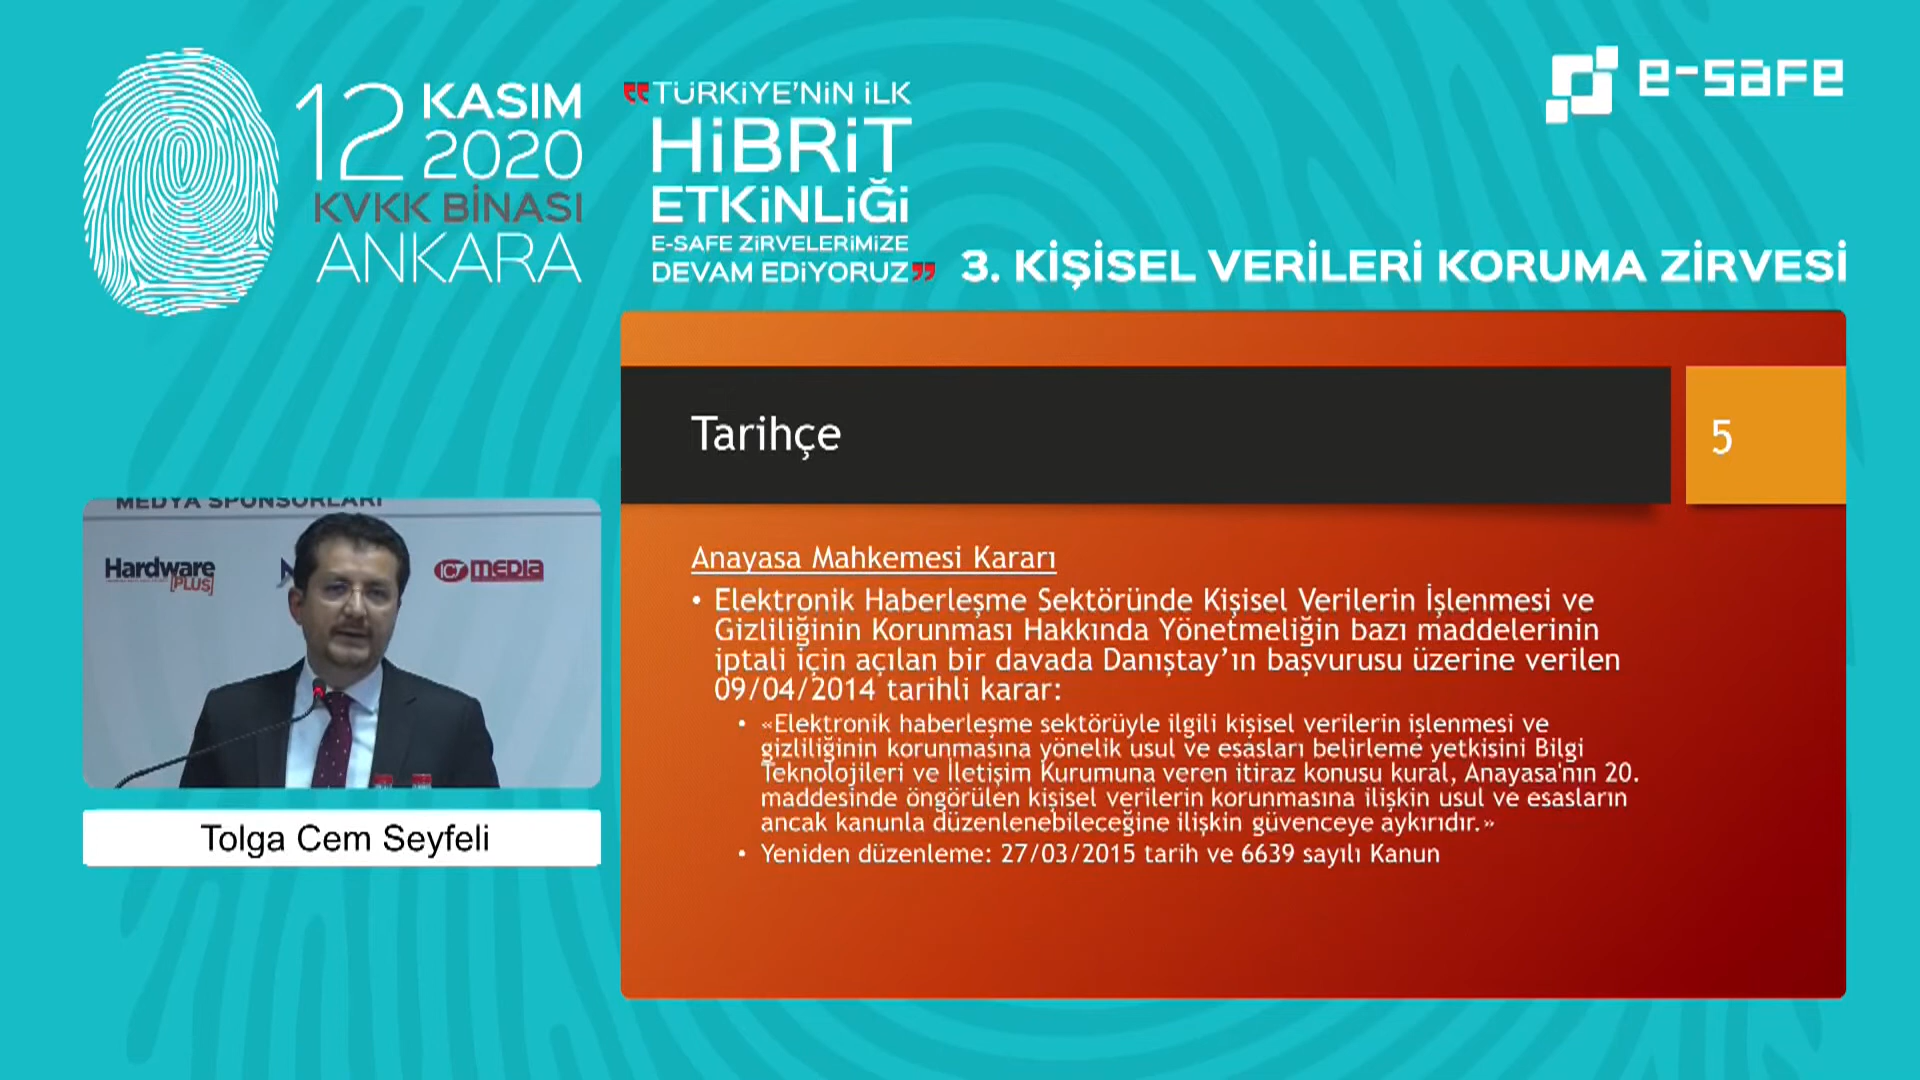 12 KASIM
2020
KVKK BİNASI
ANKARA
"TÜRKİYE'NİN İLK
HİBRİT
ETKİNLİĞİ
E-SAFE ZİRVELERİMİZE
DEVAM EDİYORUZ"
e-safe
3. KİŞİSEL VERİLERİ KORUMA ZİRVESİ
Tarihçe
5
Anayasa Mahkemesi Kararı
• Elektronik Haberleşme Sektöründe Kişisel Verilerin İşlenmesi ve
Gizliliğinin Korunması Hakkında Yönetmeliğin bazı maddelerinin
iptali için açılan bir davada Danıştay'ın başvurusu üzerine verilen
09/04/2014 tarihli karar:
• «Elektronik haberleşme sektörüyle ilgili kişisel verilerin işlenmesi ve
gizliliğinin korunmasına yönelik usul ve esasları belirleme yetkisini Bilgi
Teknolojileri ve İletişim Kurumuna veren itiraz konusu kural, Anayasa'nın 20.
maddesinde öngörülen kişisel verilerin korunmasına ilişkin usul ve esasların
ancak kanunla düzenlenebileceğine ilişkin güvenceye aykırıdır.»
• Yeniden düzenleme: 27/03/2015 tarih ve 6639 sayılı Kanun
MEDYA SPONSORLARI
Hardware
[PLUS]
ICT MEDIA
Tolga Cem Seyfeli